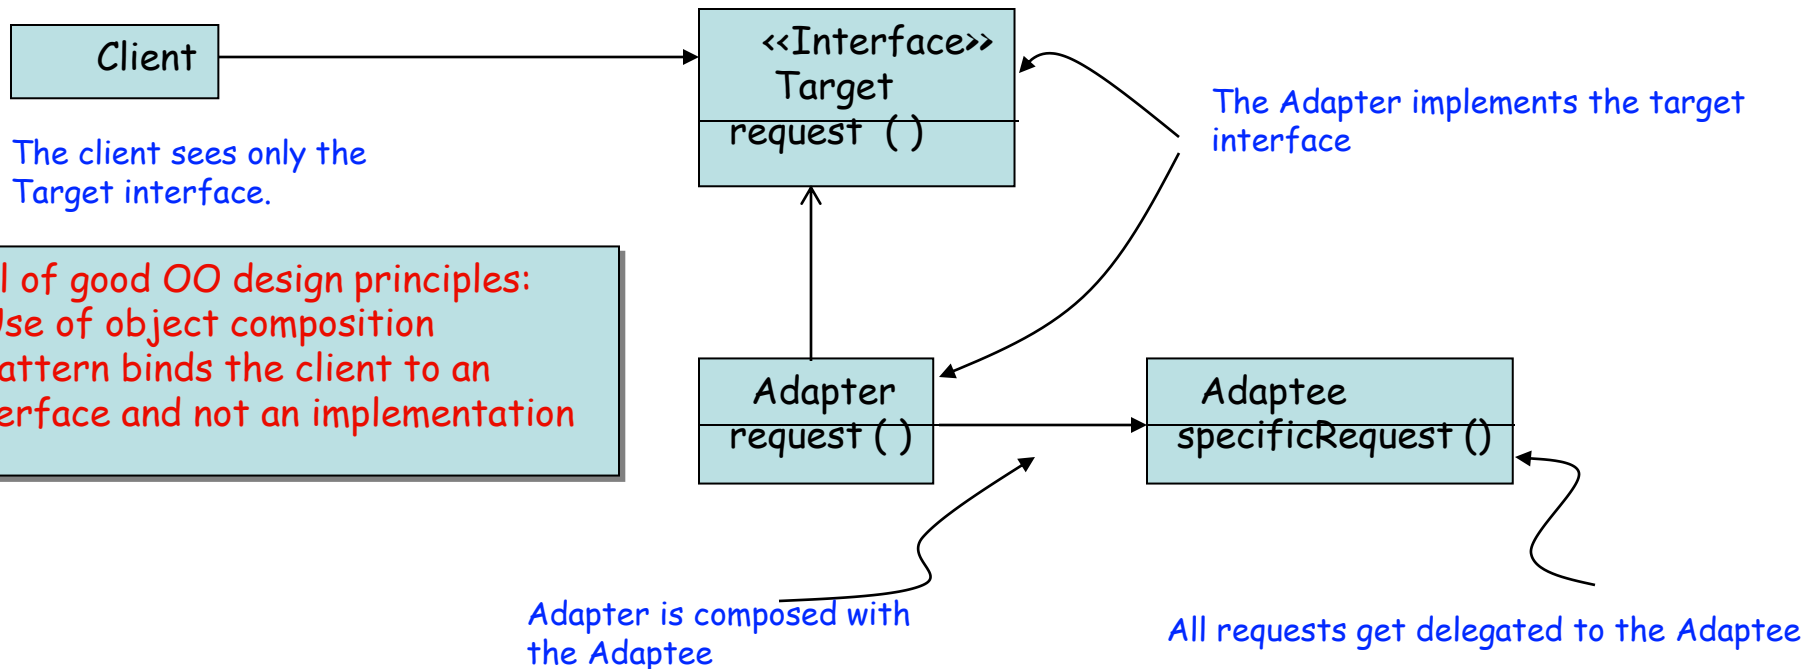 Client
<<Interface>>
Target
request ( )
The client sees only the
Target interface.
The Adapter implements the target
interface
of good OO design principles:
Use of object composition
attern binds the client to an
erface and not an implementation
Adapter
request ( )
Adaptee
specificRequest ()
Adapter is composed with
the Adaptee
All requests get delegated to the Adaptee